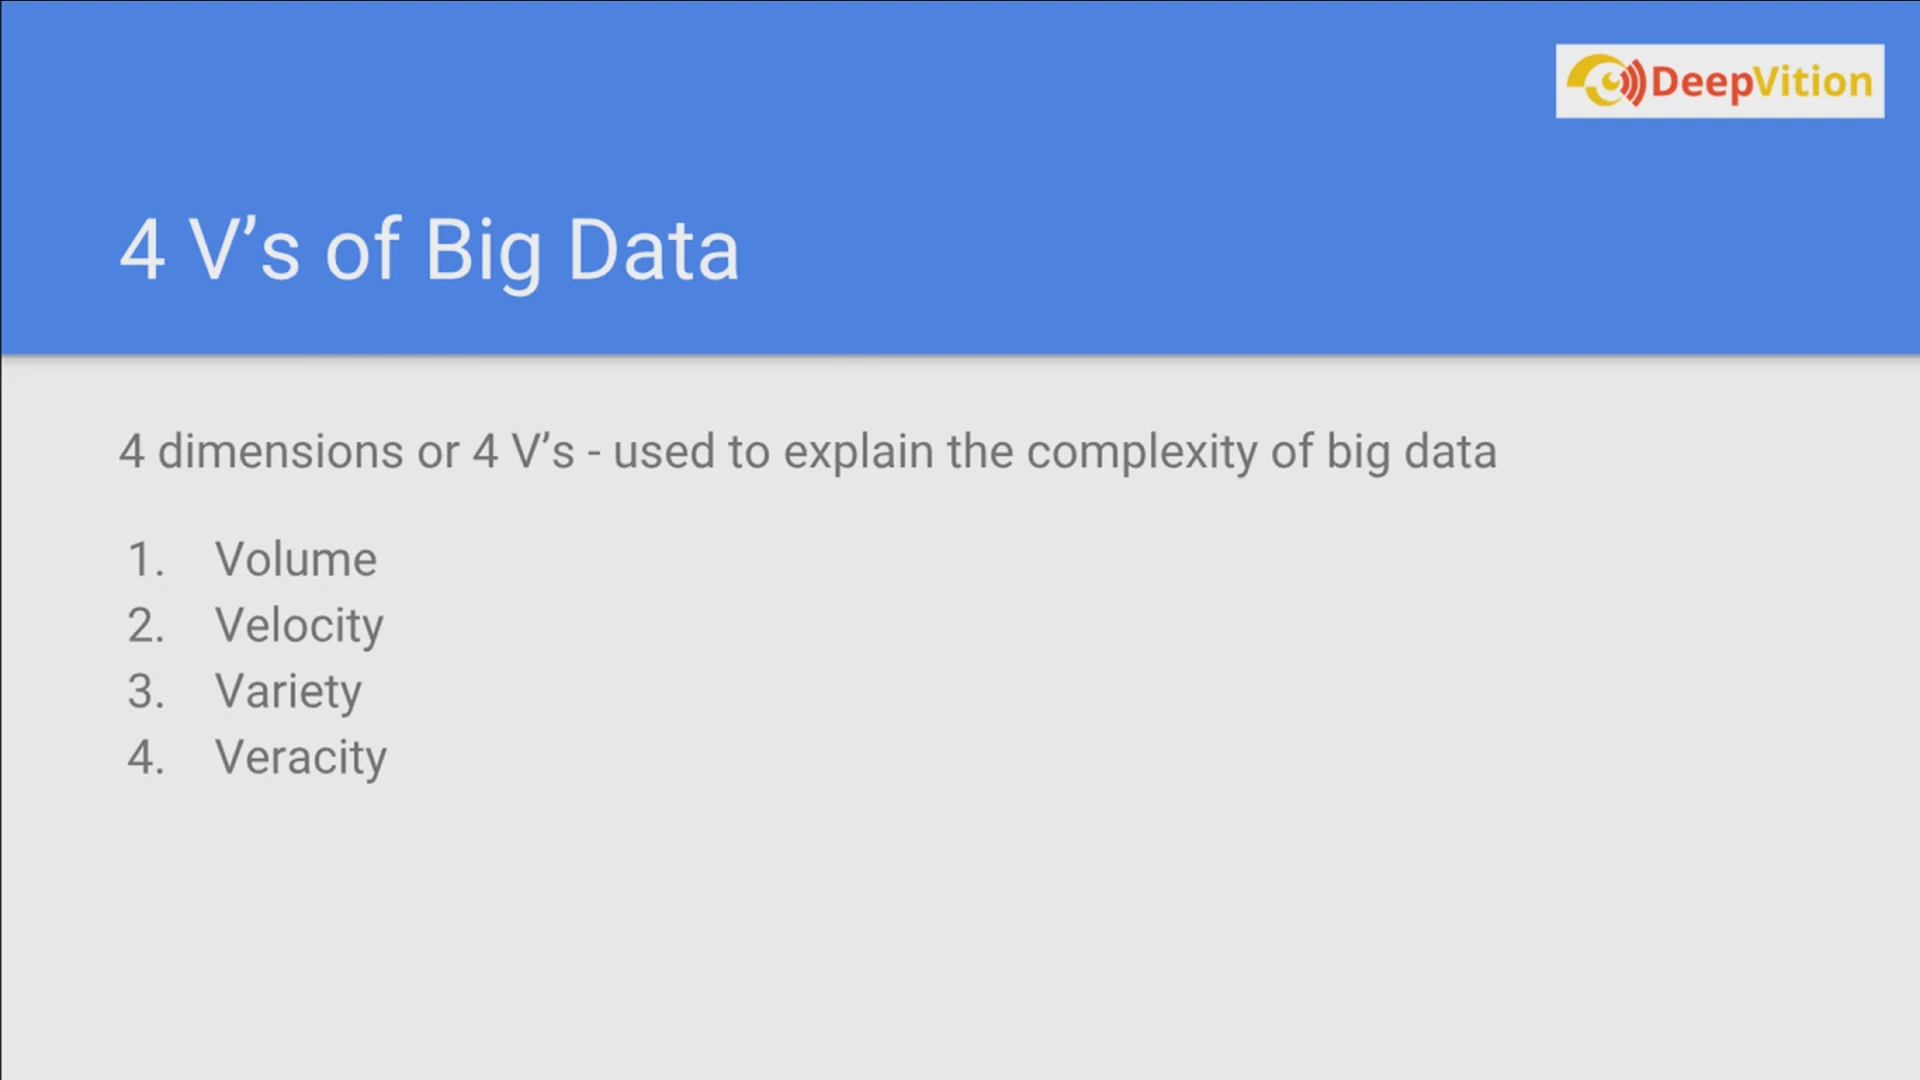 DeepVition
4 V’s of Big Data
4 dimensions or 4 V’s - used to explain the complexity of big data
1. Volume
2. Velocity
3. Variety
4. Veracity